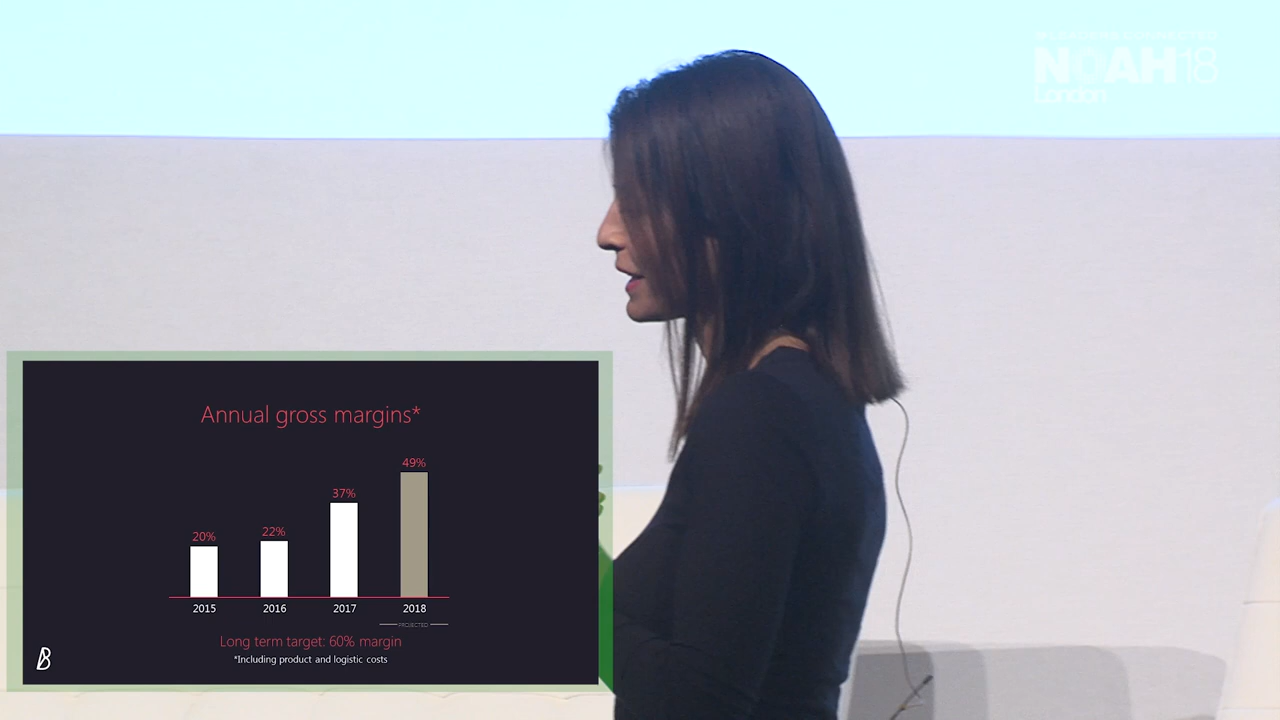 NOAH18
London
Annual gross margins*
49%
37%
22%
20%
2015 2016 2017 2018
PROJECTED
Long term target: 60% margin
*Including product and logistic costs